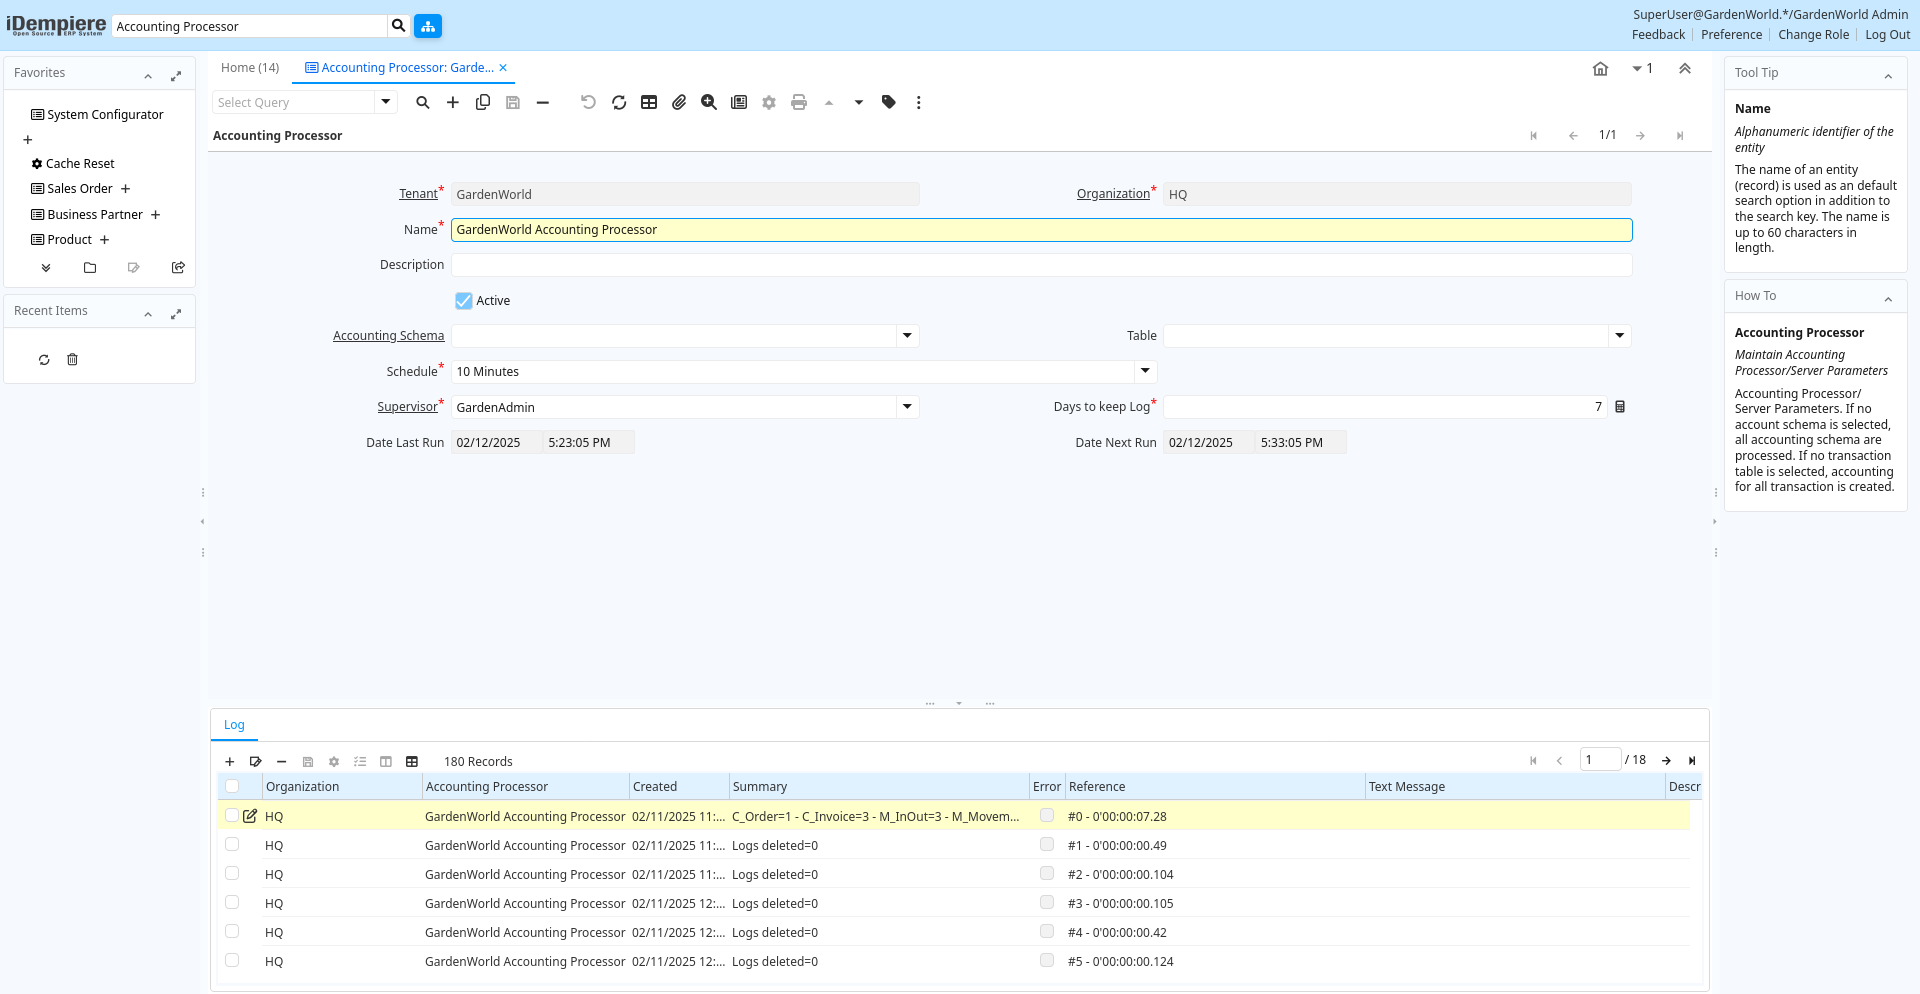 iDempiere
Open Source ERP System
Accounting Processor
SuperUser@GardenWorld.*/GardenWorld Admin
Feedback
Preference
Change Role
Log Out
Favorites
System Configurator
Cache Reset
Sales Order
Business Partner
Product
Recent Items
Home (14)
Accounting Processor: Garde...
1
Select Query
Accounting Processor
1/1
Tenant* GardenWorld
Organization* HQ
Name* GardenWorld Accounting Processor
Description
Active
Accounting Schema
Table
Schedule* 10 Minutes
Supervisor* GardenAdmin
Days to keep Log* 7
Date Last Run 02/12/2025 5:23:05 PM
Date Next Run 02/12/2025 5:33:05 PM
Log
180 Records
1 / 18
Organization Accounting Processor Created Summary Error Reference Text Message Descr
HQ GardenWorld Accounting Processor 02/11/2025 11:... C_Order=1 - C_Invoice=3 - M_InOut=3 - M_Movem... #0 - 0'00:00:07.28
HQ GardenWorld Accounting Processor 02/11/2025 11:... Logs deleted=0 #1 - 0'00:00:00.49
HQ GardenWorld Accounting Processor 02/11/2025 11:... Logs deleted=0 #2 - 0'00:00:00.104
HQ GardenWorld Accounting Processor 02/11/2025 12:... Logs deleted=0 #3 - 0'00:00:00.105
HQ GardenWorld Accounting Processor 02/11/2025 12:... Logs deleted=0 #4 - 0'00:00:00.42
HQ GardenWorld Accounting Processor 02/11/2025 12:... Logs deleted=0 #5 - 0'00:00:00.124
Tool Tip
Name
Alphanumeric identifier of the
entity
The name of an entity
(record) is used as an default
search option in addition to
the search key. The name is
up to 60 characters in
length.
How To
Accounting Processor
Maintain Accounting
Processor/Server Parameters
Accounting Processor/
Server Parameters. If no
account schema is selected,
all accounting schema are
processed. If no transaction
table is selected, accounting
for all transaction is created.